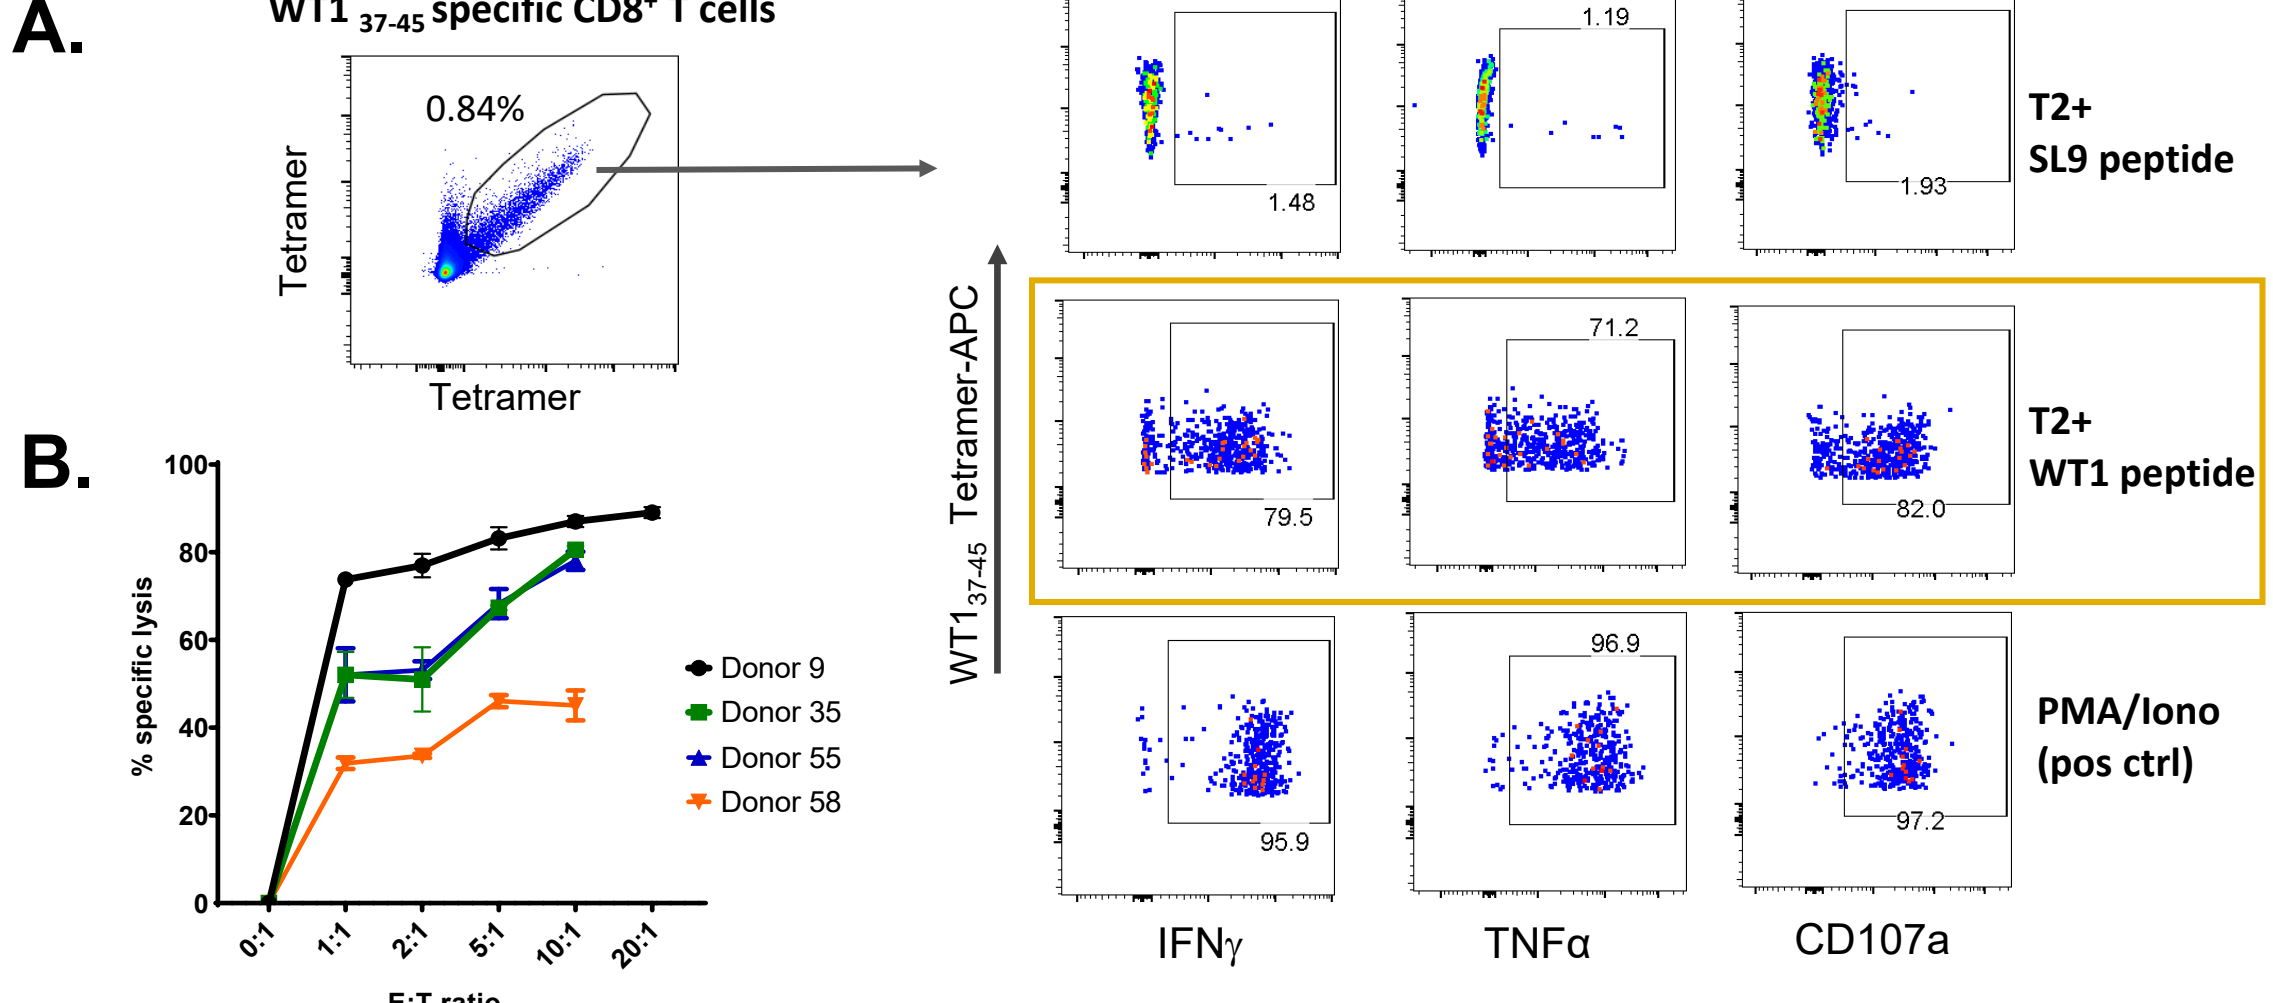 A.
WT1 37-45 specific CD8+ T cells
0.84%
Tetramer
Tetramer
WT1 37-45 Tetramer-APC
1.48
1.19
1.93
T2+
SL9 peptide
79.5
71.2
82.0
T2+
WT1 peptide
95.9
96.9
97.2
PMA/Iono
(pos ctrl)
IFNγ
TNFα
CD107a
B.
% specific lysis
100
80
60
40
20
0
0:1
1:1
2:1
5:1
10:1
20:1
E:T ratio
Donor 9
Donor 35
Donor 55
Donor 58